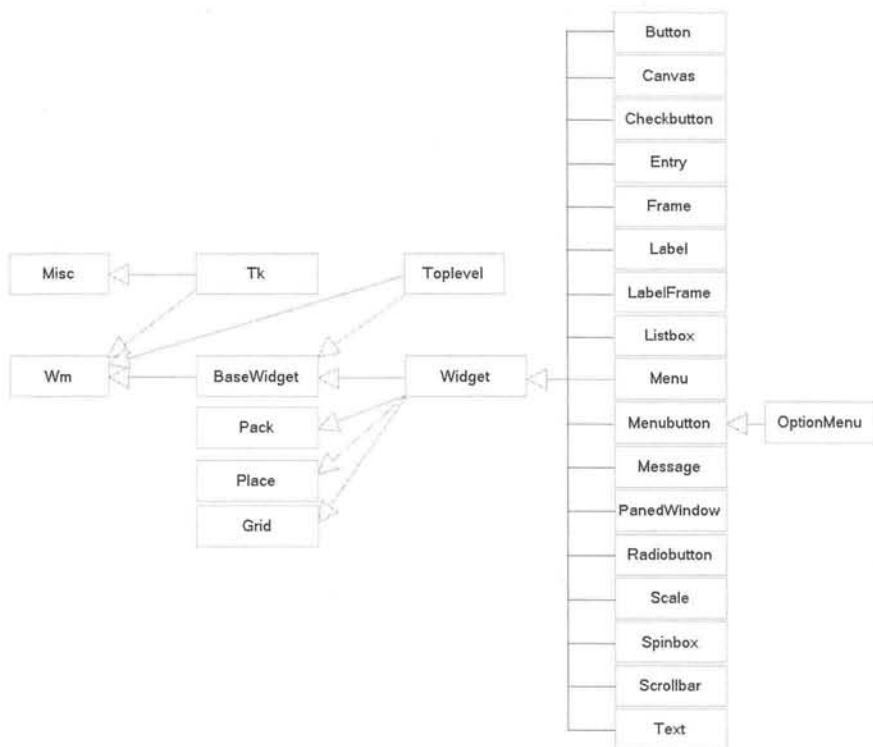 Button
Canvas
Checkbutton
Entry
Frame
Label
Misc
Tk
Toplevel
LabelFrame
Listbox
Wm
BaseWidget
Widget
Menu
Pack
Menubutton
OptionMenu
Message
Place
PanedWindow
Grid
Radiobutton
Scale
Spinbox
Scrollbar
Text